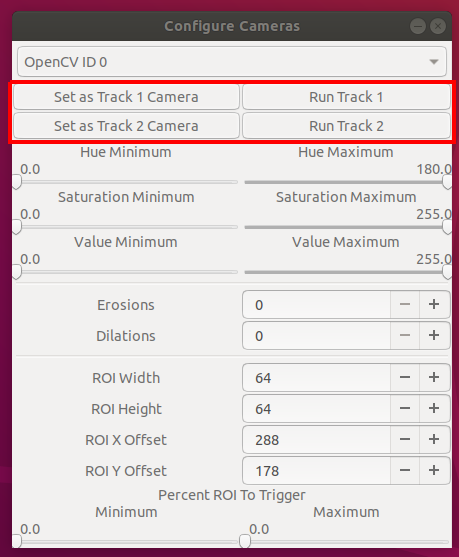 Configure Cameras
OpenCV ID 0
Set as Track 1 Camera Run Track 1
Set as Track 2 Camera Run Track 2
Hue Minimum Hue Maximum
0.0 180.0
Saturation Minimum Saturation Maximum
0.0 255.0
Value Minimum Value Maximum
0.0 255.0
Erosions 0 − +
Dilations 0 − +
ROI Width 64 − +
ROI Height 64 − +
ROI X Offset 288 − +
ROI Y Offset 178 − +
Percent ROI To Trigger
Minimum Maximum
0.0 0.0